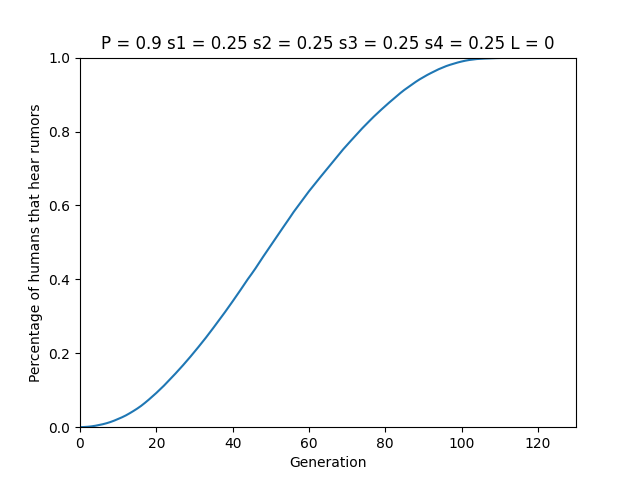 P = 0.9 s1 = 0.25 s2 = 0.25 s3 = 0.25 s4 = 0.25 L = 0
Percentage of humans that hear rumors
1.0
0.8
0.6
0.4
0.2
0.0
0 20 40 60 80 100 120
Generation